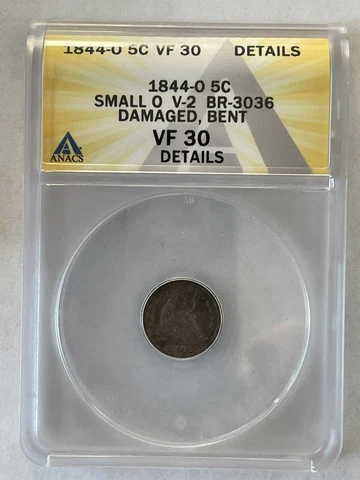 1844-O 5C VF 30 DETAILS
1844-O 5C
SMALL O V-2 BR-3036
DAMAGED, BENT
VF 30
DETAILS
ANACS